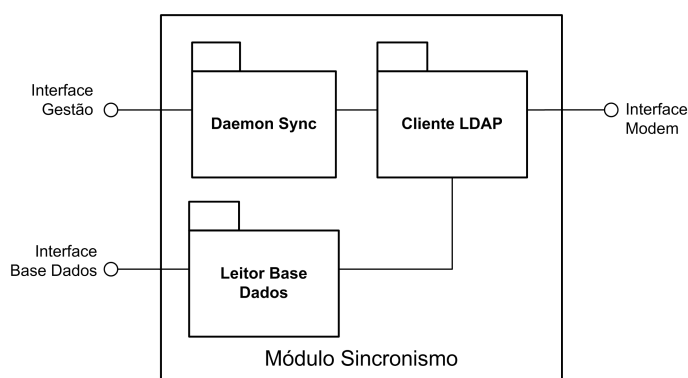 Interface
Gestão
Daemon Sync
Cliente LDAP
Interface
Modem
Interface
Base Dados
Leitor Base
Dados
Módulo Sincronismo